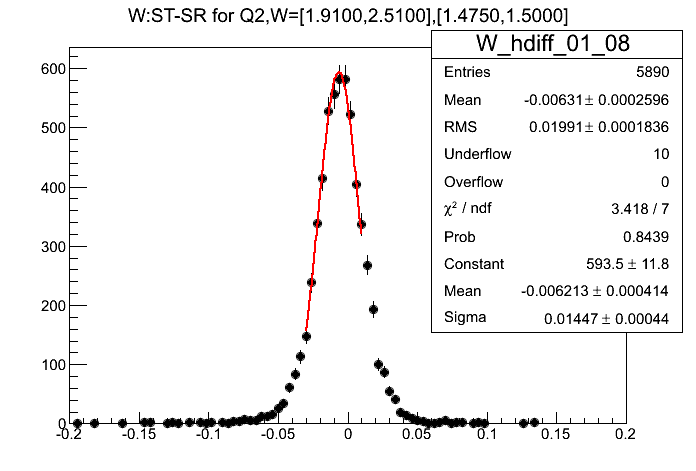 W:ST-SR for Q2,W=[1.9100,2.5100],[1.4750,1.5000]
W_hdiff_01_08
Entries 5890
Mean -0.00631± 0.0002596
RMS 0.01991± 0.0001836
Underflow 10
Overflow 0
χ² / ndf 3.418 / 7
Prob 0.8439
Constant 593.5 ± 11.8
Mean -0.006213 ± 0.000414
Sigma 0.01447 ± 0.00044
600
500
400
300
200
100
0
-0.2 -0.15 -0.1 -0.05 0 0.05 0.1 0.15 0.2